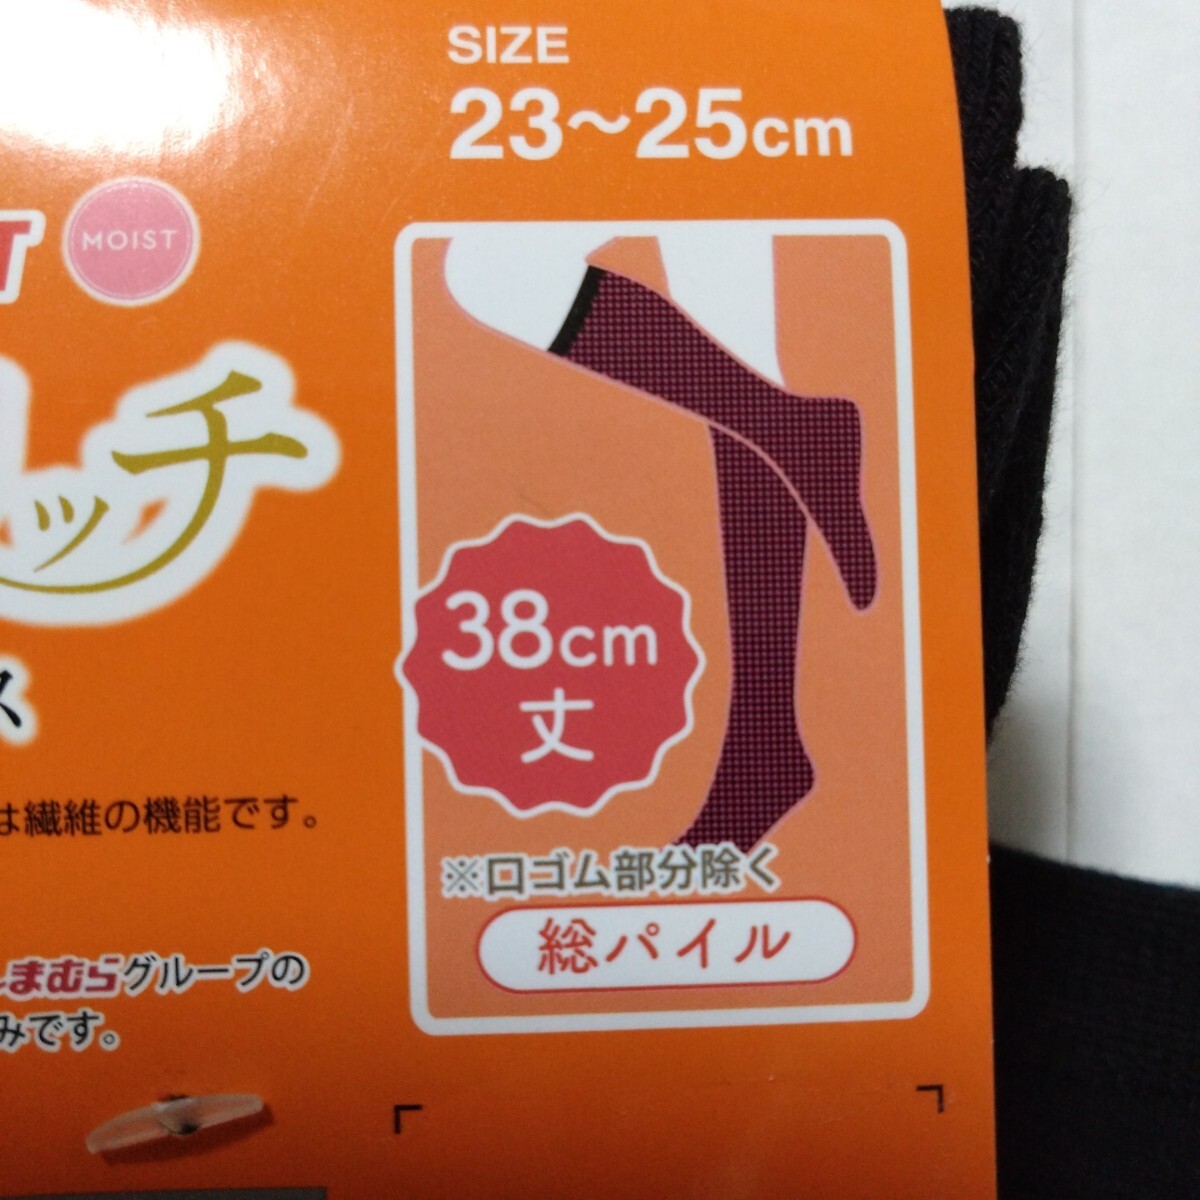 SIZE
23~25cm
MOIST
ッチ
ス
は繊維の機能です。
38cm
丈
※口ゴム部分除く
総パイル
しまむらグループの
みです。